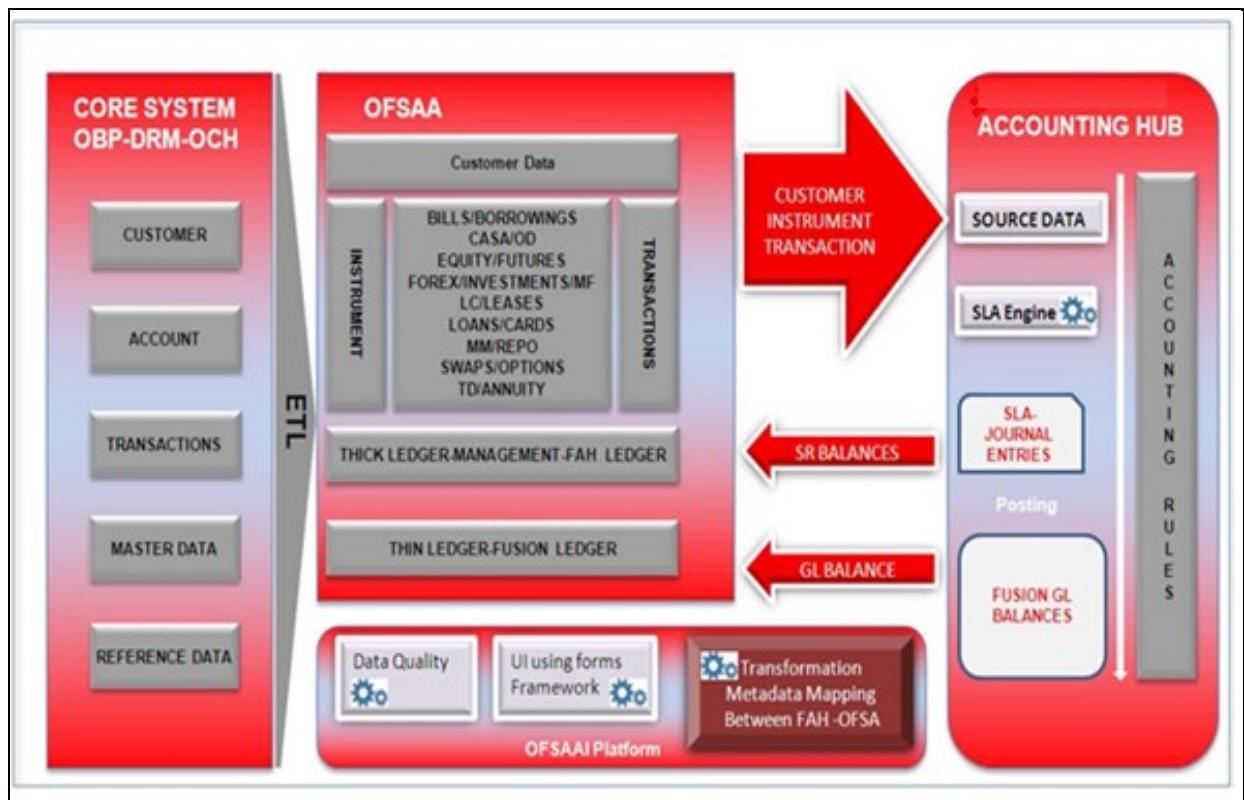 CORE SYSTEM
OBP-DRM-OCH
CUSTOMER
ACCOUNT
TRANSACTIONS
MASTER DATA
REFERENCE DATA
ETL
OFSAA
Customer Data
INSTRUMENT
BILLS/BORROWINGS
CASA/OD
EQUITY/FUTURES
FOREX/INVESTMENTS/MF
LC/LEASES
LOANS/CARDS
MM/REPO
SWAPS/OPTIONS
TD/ANNUITY
TRANSACTIONS
THICK LEDGER-MANAGEMENT-FAH LEDGER
THIN LEDGER-FUSION LEDGER
Data Quality
UI using forms
Framework
Transformation
Metadata Mapping
Between FAH -OFSA
OFSAAI Platform
CUSTOMER
INSTRUMENT
TRANSACTION
SR BALANCES
GL BALANCE
ACCOUNTING HUB
SOURCE DATA
SLA Engine
SLA-
JOURNAL
ENTRIES
Posting
FUSION GL
BALANCES
ACCOUNTING RULES